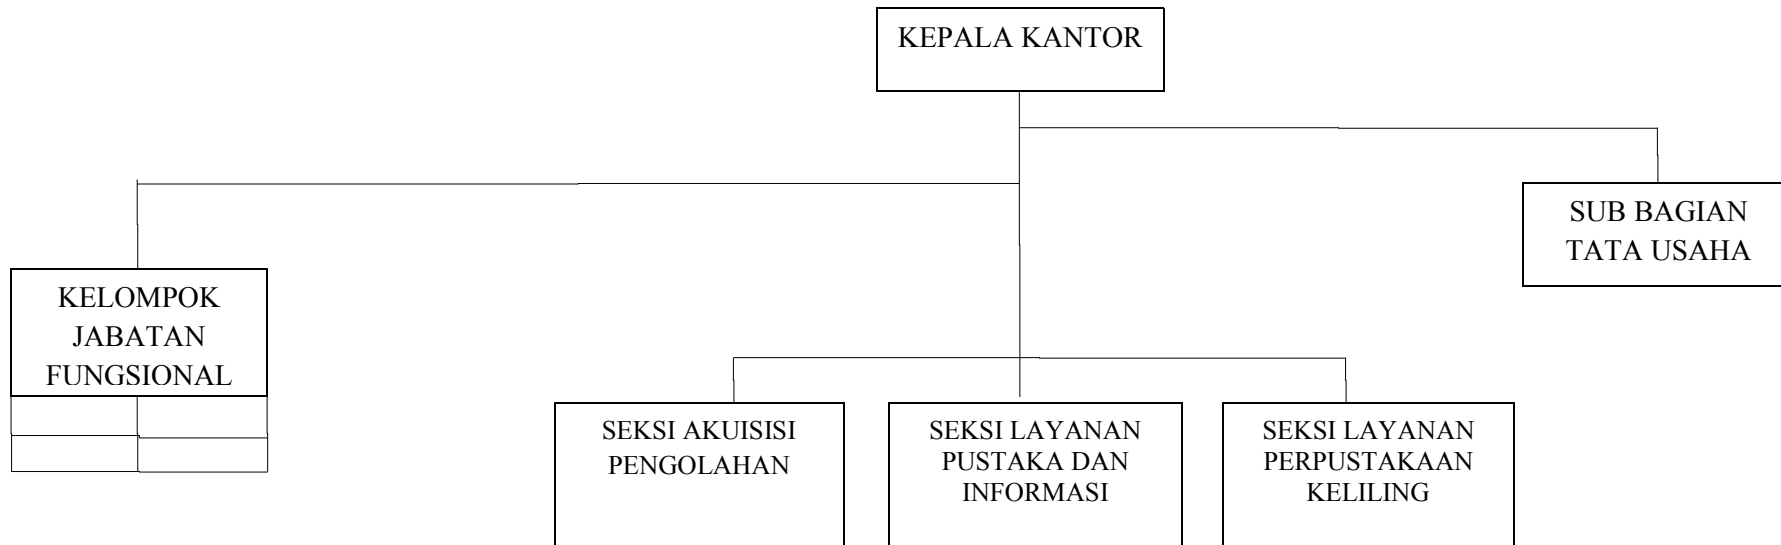 KEPALA KANTOR
SUB BAGIAN
TATA USAHA
KELOMPOK
JABATAN
FUNGSIONAL
SEKSI AKUISISI
PENGOLAHAN
SEKSI LAYANAN
PUSTAKA DAN
INFORMASI
SEKSI LAYANAN
PERPUSTAKAAN
KELILING